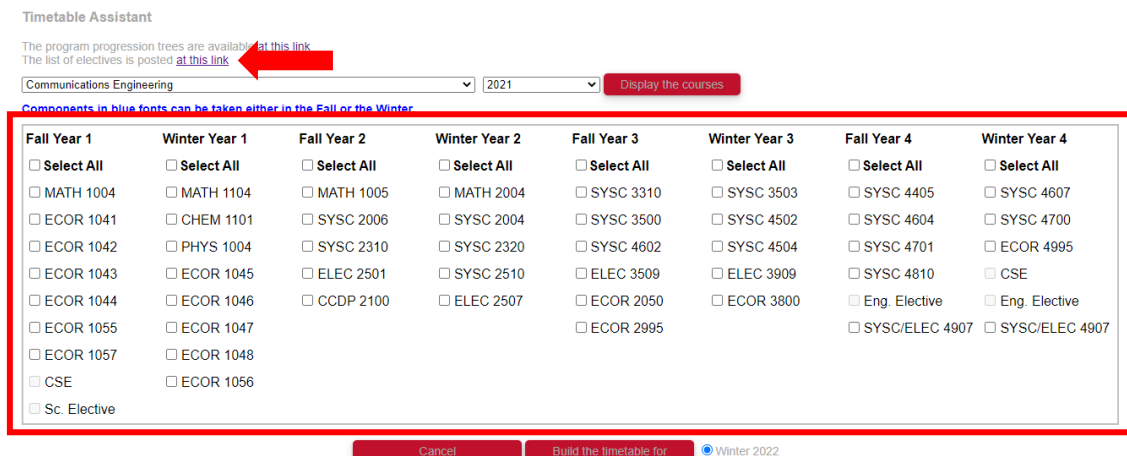 Timetable Assistant
The program progression trees are available at this link
The list of electives is posted at this link
Communications Engineering 2021 Display the courses
Components in blue fonts can be taken either in the Fall or the Winter
Fall Year 1 Winter Year 1 Fall Year 2 Winter Year 2 Fall Year 3 Winter Year 3 Fall Year 4 Winter Year 4
Select All Select All Select All Select All Select All Select All Select All Select All
MATH 1004 MATH 1104 MATH 1005 MATH 2004 SYSC 3310 SYSC 3503 SYSC 4405 SYSC 4607
ECOR 1041 CHEM 1101 SYSC 2006 SYSC 2004 SYSC 3500 SYSC 4502 SYSC 4604 SYSC 4700
ECOR 1042 PHYS 1004 SYSC 2310 SYSC 2320 SYSC 4602 SYSC 4504 SYSC 4701 ECOR 4995
ECOR 1043 ECOR 1045 ELEC 2501 SYSC 2510 ELEC 3509 ELEC 3909 SYSC 4810 CSE
ECOR 1044 ECOR 1046 CCDP 2100 ELEC 2507 ECOR 2050 ECOR 3800 Eng. Elective Eng. Elective
ECOR 1055 ECOR 1047 ECOR 2995 SYSC/ELEC 4907 SYSC/ELEC 4907
ECOR 1057 ECOR 1048
CSE ECOR 1056
Sc. Elective
Cancel Build the timetable for Winter 2022